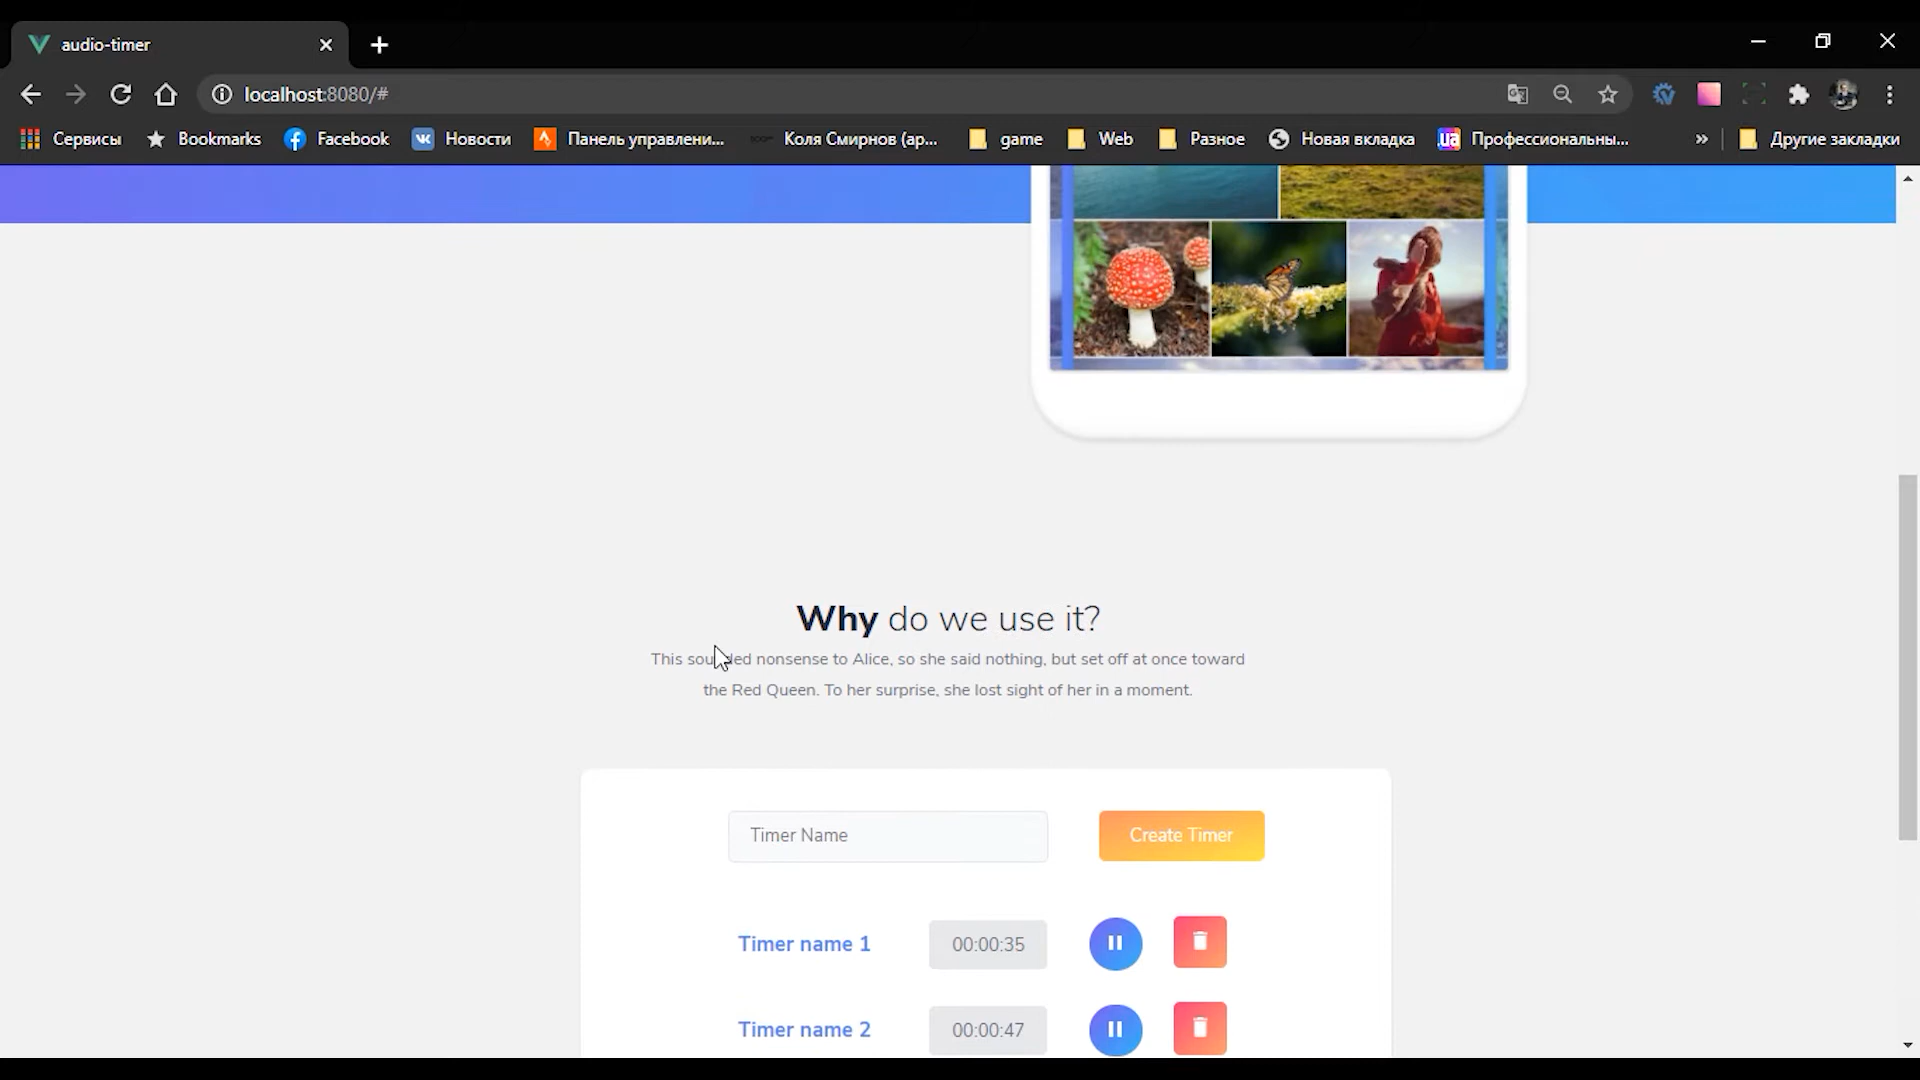 audio-timer
localhost:8080/#
Сервисы
Bookmarks
Facebook
Новости
Панель управлени...
Коля Смирнов (ар...
game
Web
Разное
Новая вкладка
Профессиональны...
»
Другие закладки
Why do we use it?
This sounded nonsense to Alice, so she said nothing, but set off at once toward
the Red Queen. To her surprise, she lost sight of her in a moment.
Timer Name
Create Timer
Timer name 1
00:00:35
Timer name 2
00:00:47